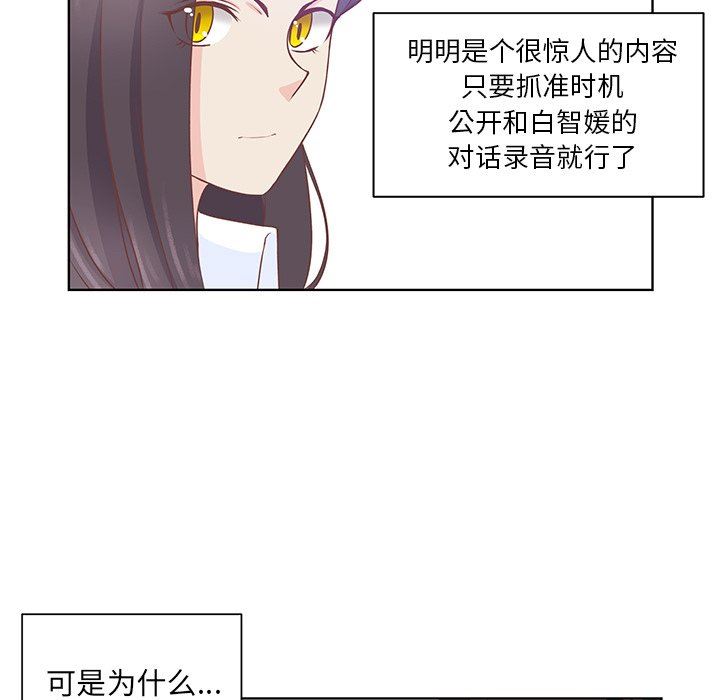 明明是个很惊人的内容
只要抓准时机
公开和白智媛的
对话录音就行了
可是为什么...